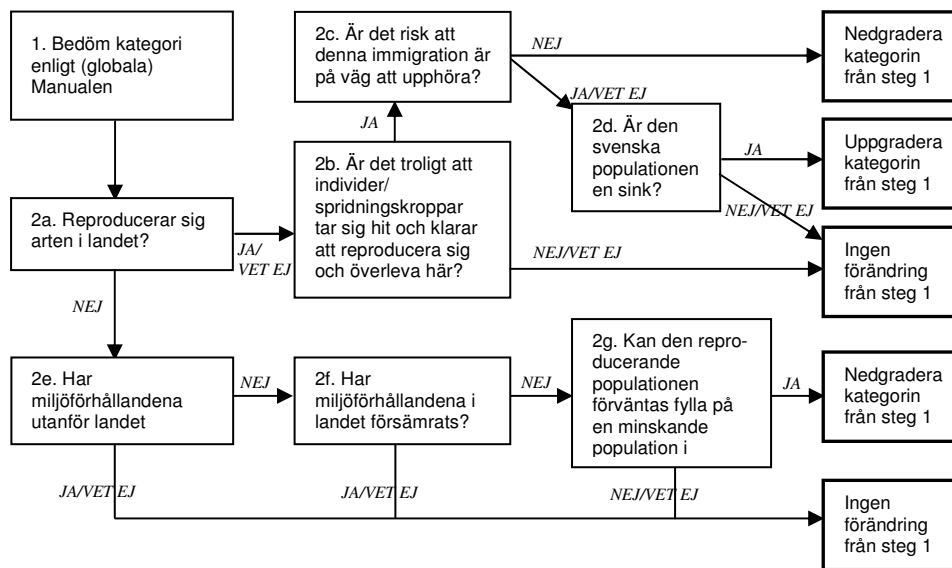 1. Bedöm kategori
enligt (globala)
Manualen
2c. Är det risk att
denna immigration är
på väg att upphöra?
NEJ
Nedgradera
kategorin
från steg 1
JA/VET EJ
JA
2d. Är den
svenska
populationen
en sink?
JA
Uppgradera
kategorin
från steg 1
NEJ/VET EJ
2a. Reproducerar sig
arten i landet?
JA/
VET EJ
2b. Är det troligt att
individer/
spridningskroppar
tar sig hit och klarar
att reproducera sig
och överleva här?
NEJ/VET EJ
Ingen
förändring
från steg 1
NEJ
2e. Har
miljöförhållandena
utanför landet
NEJ
2f. Har
miljöförhållandena i
landet försämrats?
NEJ
2g. Kan den repro-
ducerande
populationen
förväntas fylla på
en minskande
population i
JA
Nedgradera
kategorin
från steg 1
JA/VET EJ
JA/VET EJ
NEJ/VET EJ
Ingen
förändring
från steg 1